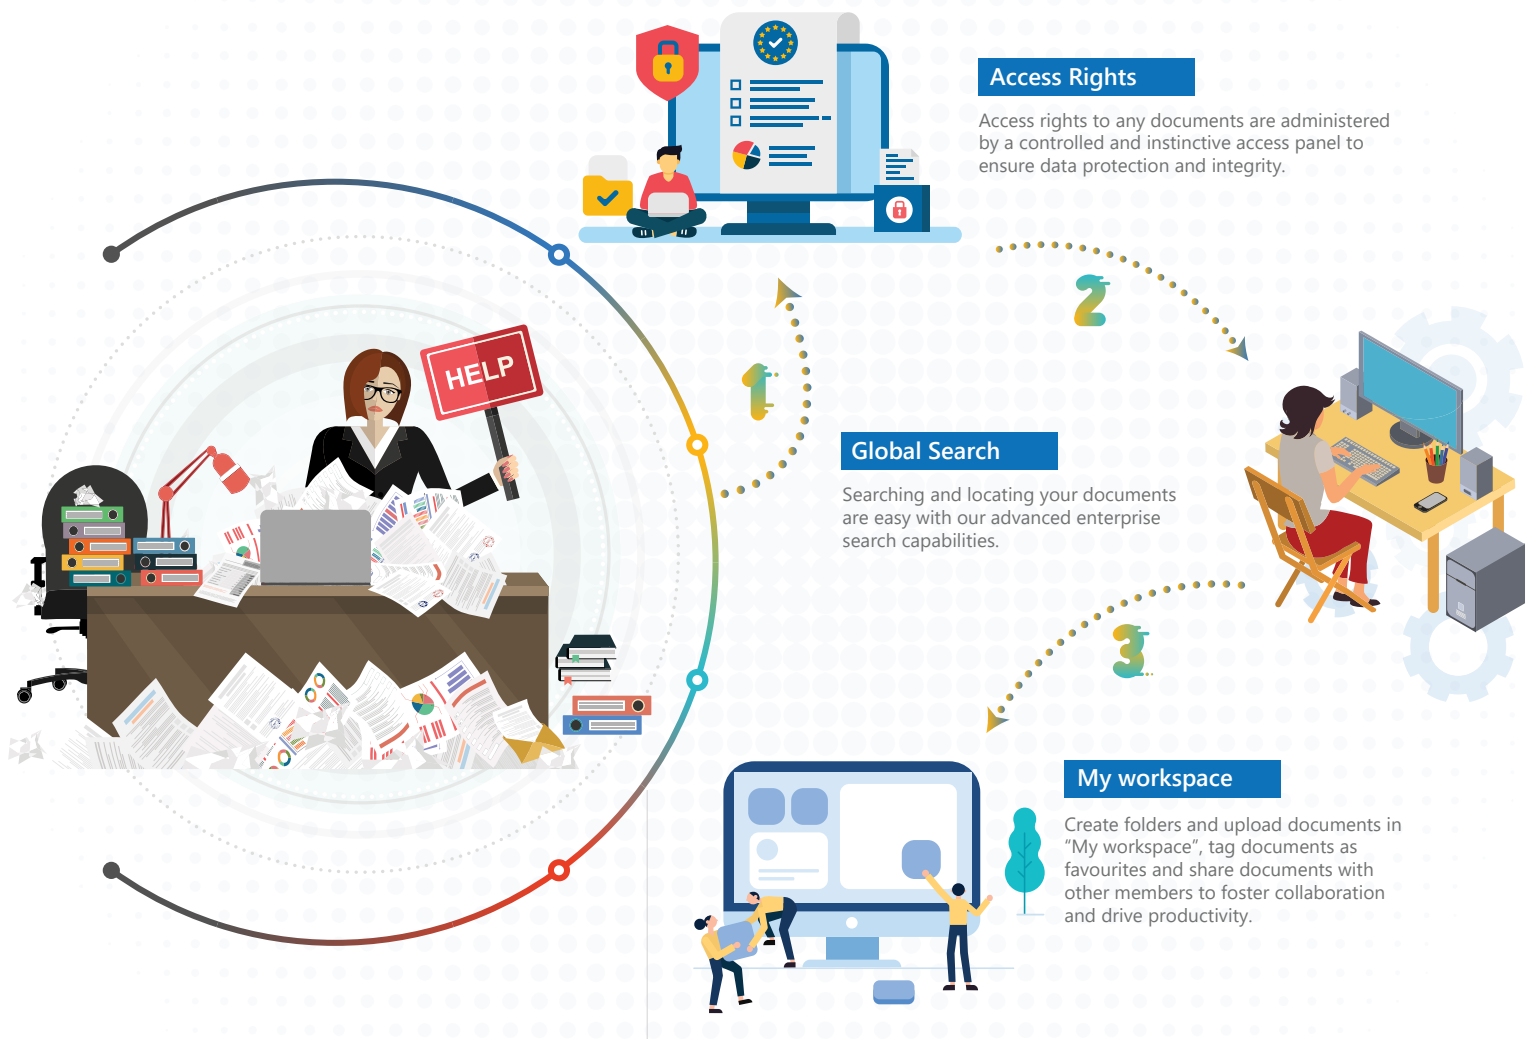 Access Rights
Access rights to any documents are administered
by a controlled and instinctive access panel to
ensure data protection and integrity.
2
HELP
1
Global Search
Searching and locating your documents
are easy with our advanced enterprise
search capabilities.
3
My workspace
Create folders and upload documents in
“My workspace”, tag documents as
favourites and share documents with
other members to foster collaboration
and drive productivity.